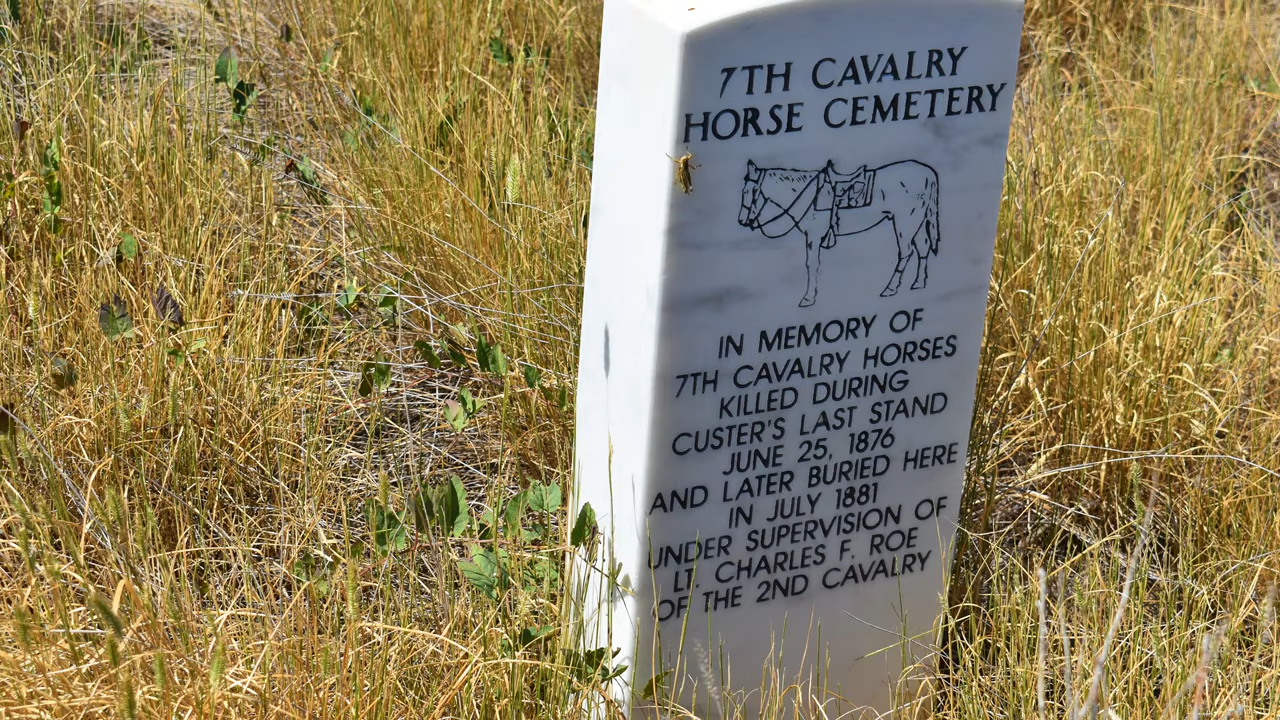 7TH CAVALRY
HORSE CEMETERY
IN MEMORY OF
7TH CAVALRY HORSES
KILLED DURING
CUSTER'S LAST STAND
JUNE 25, 1876
AND LATER BURIED HERE
IN JULY 1881
UNDER SUPERVISION OF
LT. CHARLES F. ROE
OF THE 2ND CAVALRY